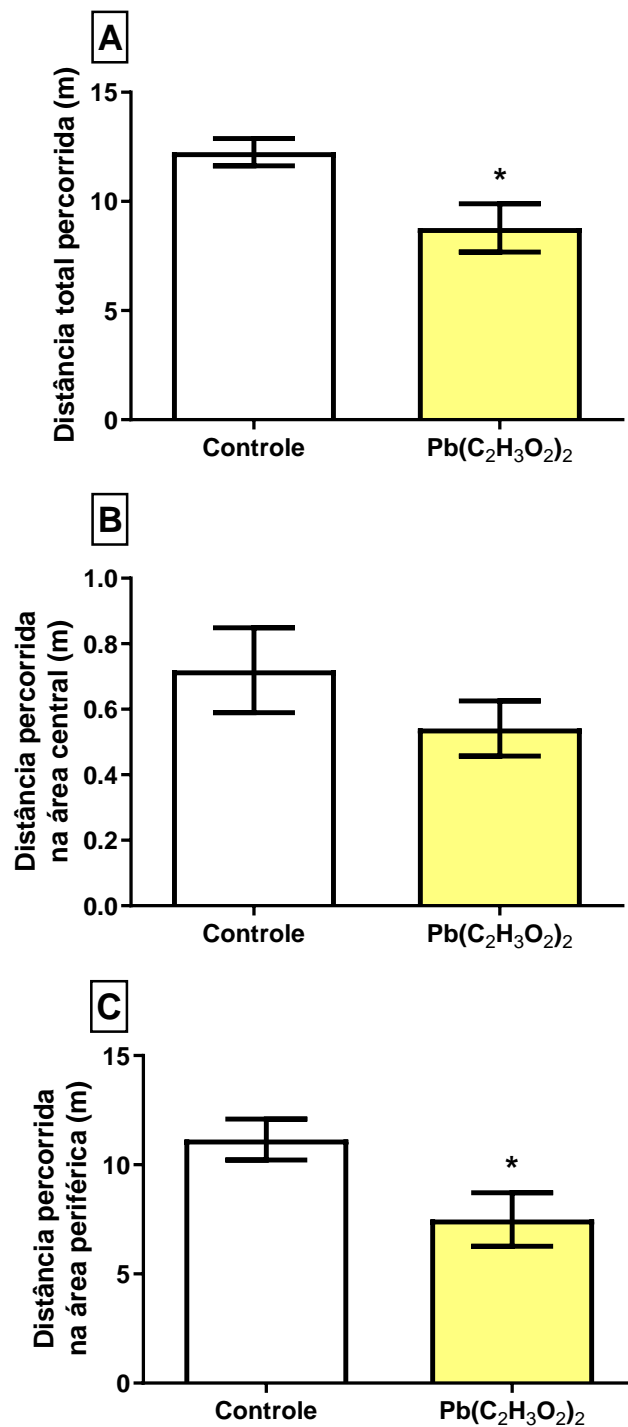 A
Distância total percorrida (m)
15
10
5
0
*
Controle
Pb(C₂H₃O₂)₂
B
Distância percorrida
na área central (m)
1.0
0.8
0.6
0.4
0.2
0.0
Controle
Pb(C₂H₃O₂)₂
C
Distância percorrida
na área periférica (m)
15
10
5
0
*
Controle
Pb(C₂H₃O₂)₂